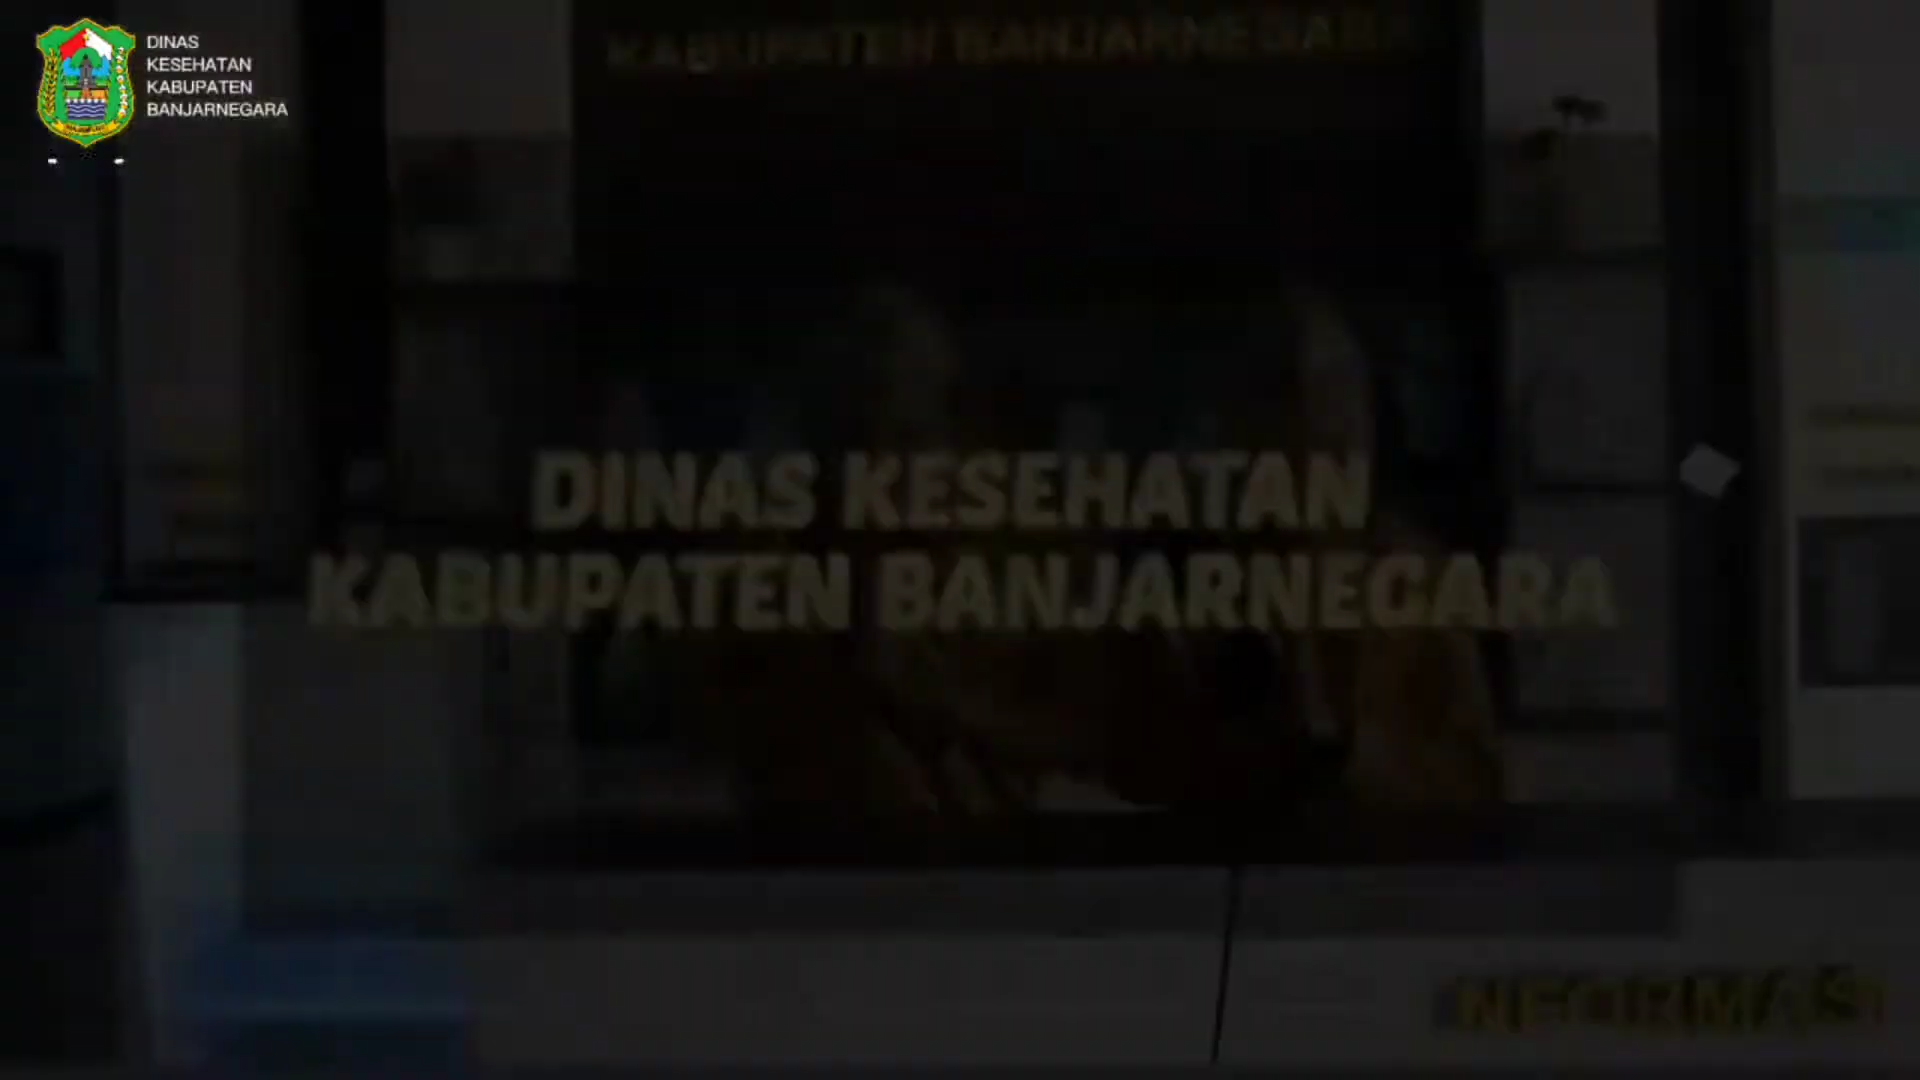 DINAS
KESEHATAN
KABUPATEN
BANJARNEGARA
KABUPATEN BANJARNEGARA
DINAS KESEHATAN
KABUPATEN BANJARNEGARA
INFORMASI